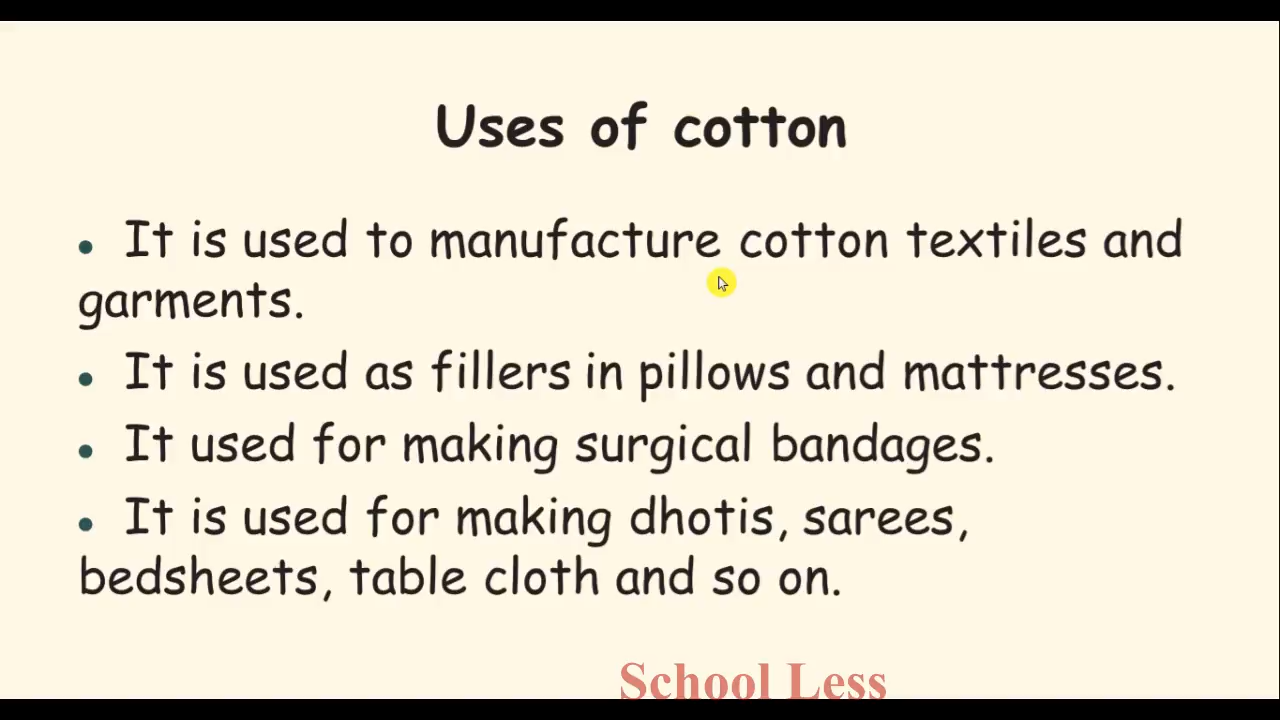 Uses of cotton
• It is used to manufacture cotton textiles and
garments.
• It is used as fillers in pillows and mattresses.
• It used for making surgical bandages.
• It is used for making dhotis, sarees,
bedsheets, table cloth and so on.
School Less